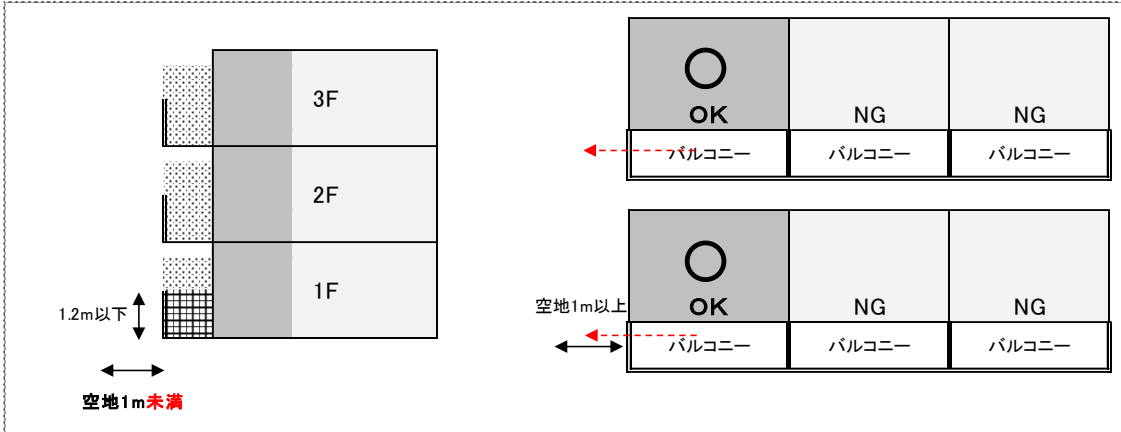 3F
2F
1F
1.2m以下
空地1m未満
OK NG NG
バルコニー バルコニー バルコニー
空地1m以上
OK NG NG
バルコニー バルコニー バルコニー